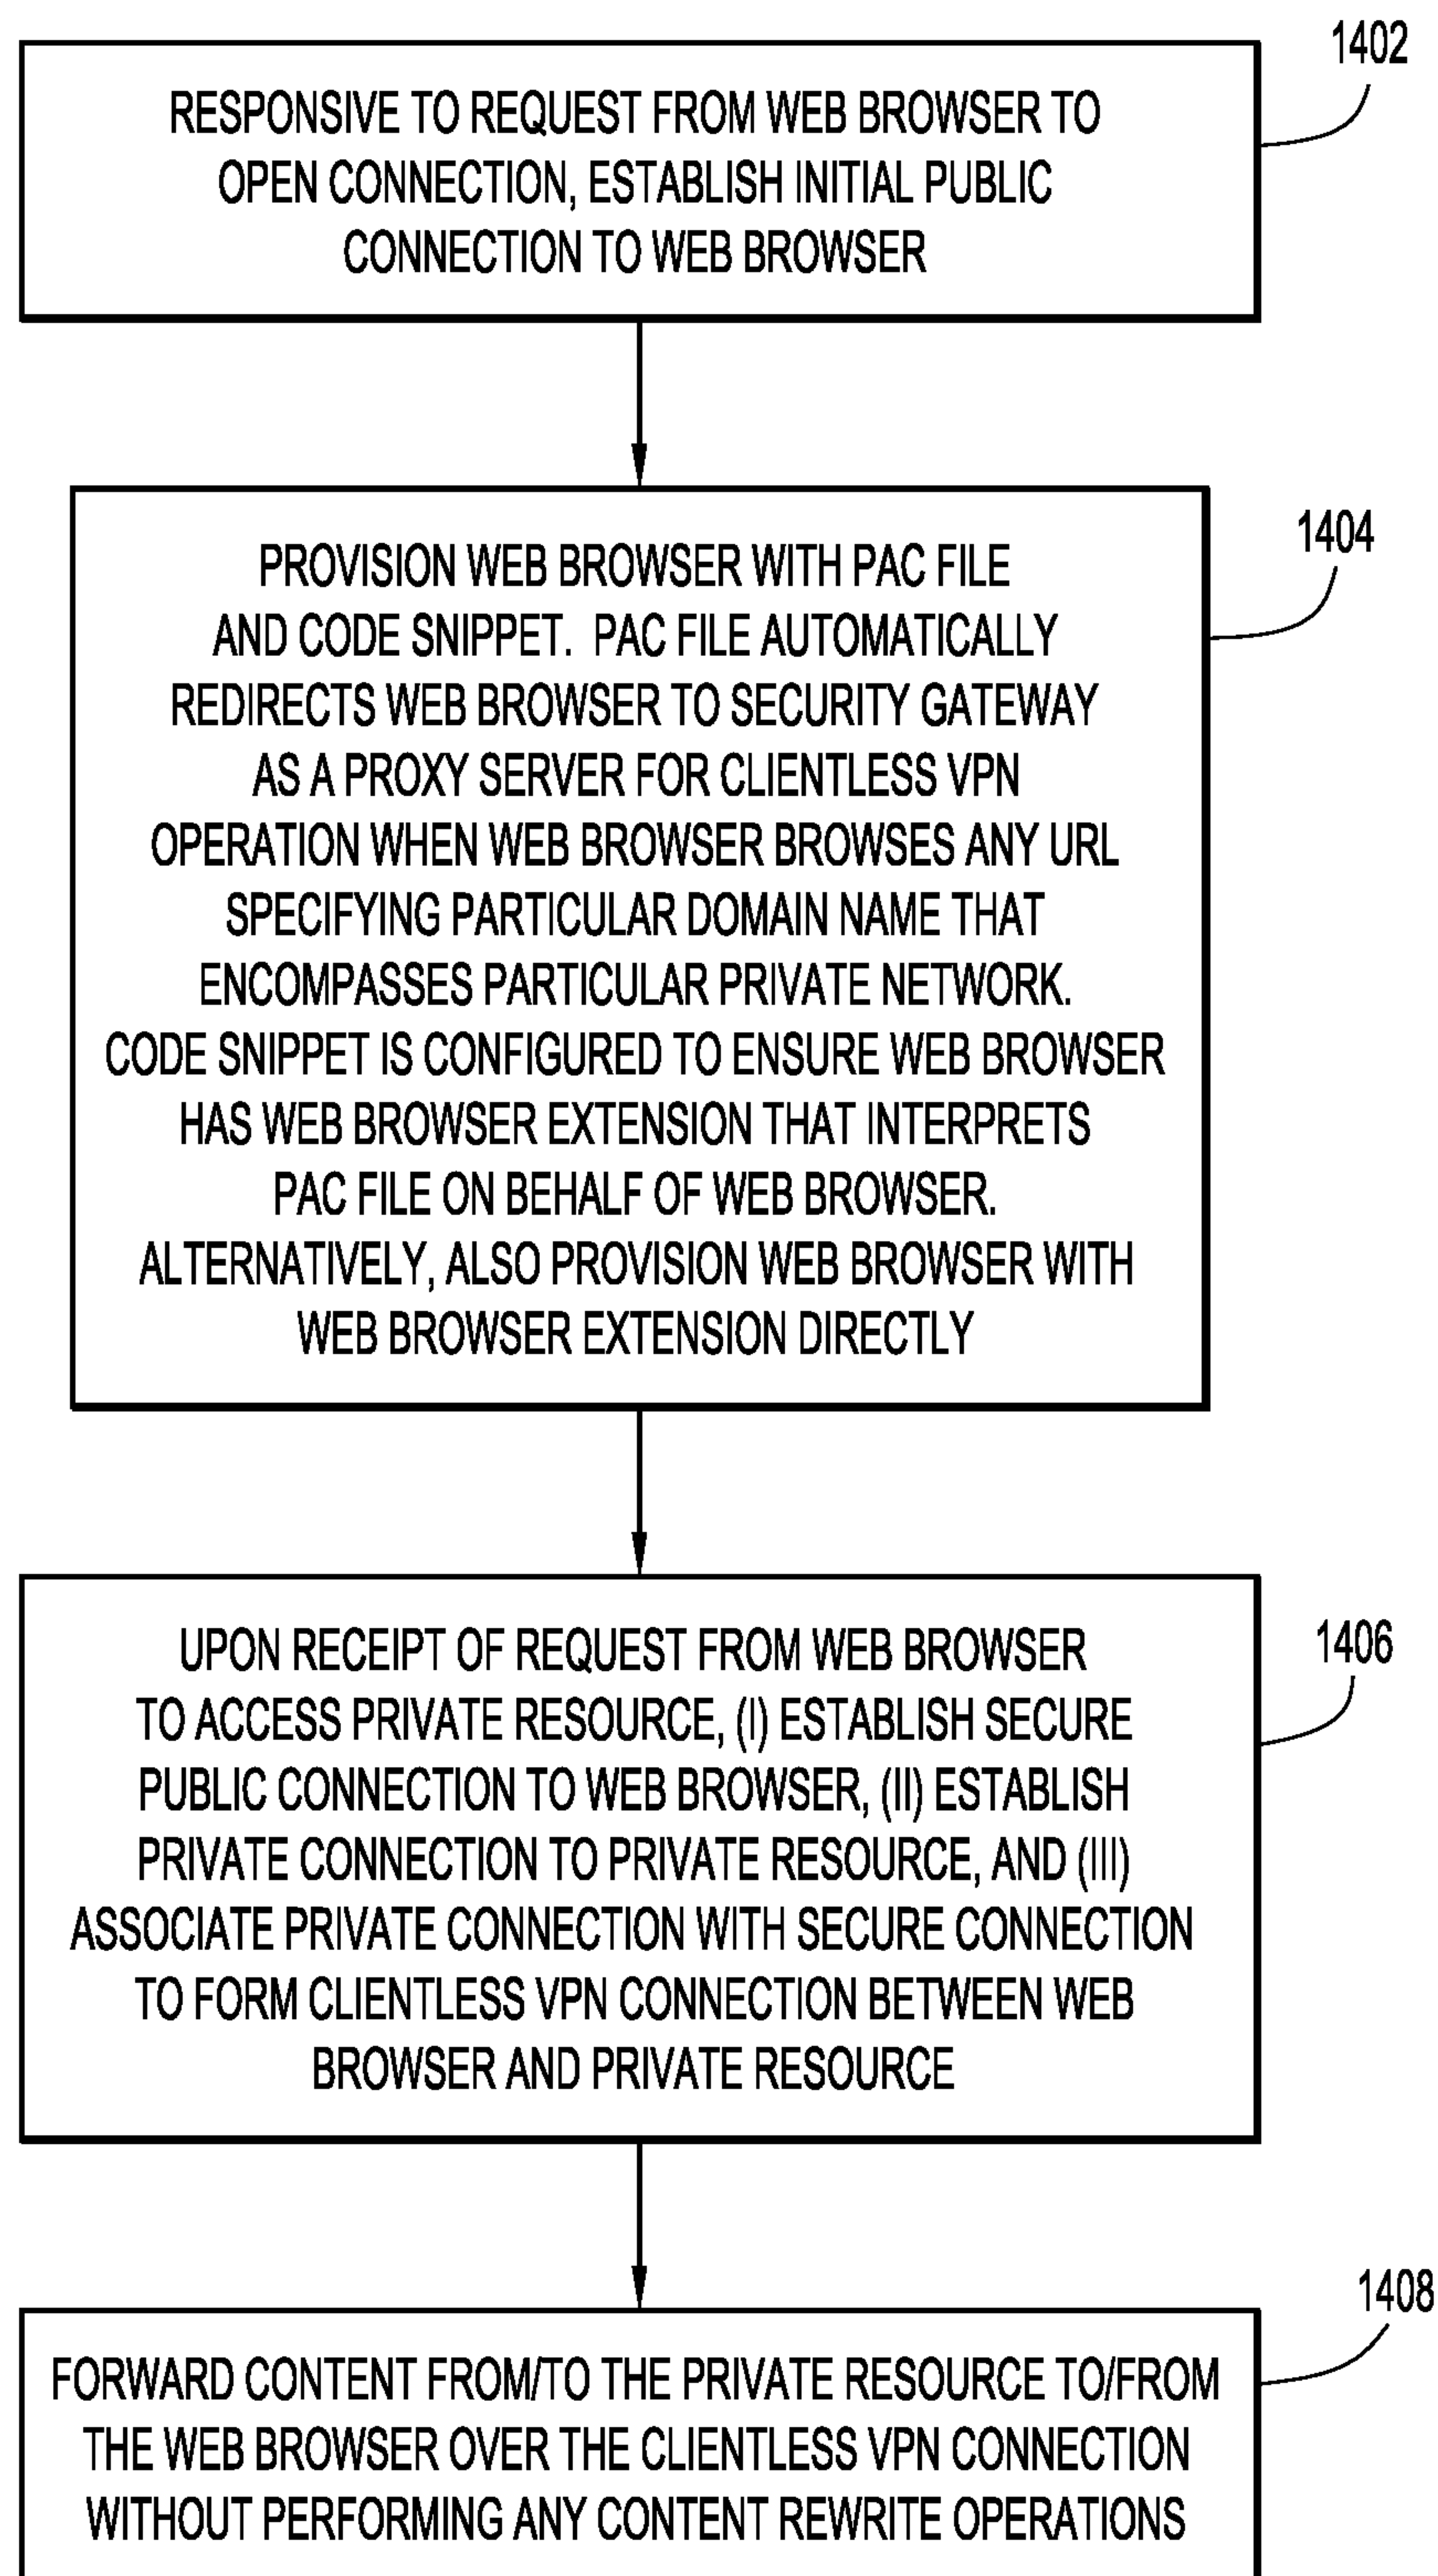 1402
RESPONSIVE TO REQUEST FROM WEB BROWSER TO
OPEN CONNECTION, ESTABLISH INITIAL PUBLIC
CONNECTION TO WEB BROWSER
1404
PROVISION WEB BROWSER WITH PAC FILE
AND CODE SNIPPET. PAC FILE AUTOMATICALLY
REDIRECTS WEB BROWSER TO SECURITY GATEWAY
AS A PROXY SERVER FOR CLIENTLESS VPN
OPERATION WHEN WEB BROWSER BROWSES ANY URL
SPECIFYING PARTICULAR DOMAIN NAME THAT
ENCOMPASSES PARTICULAR PRIVATE NETWORK.
CODE SNIPPET IS CONFIGURED TO ENSURE WEB BROWSER
HAS WEB BROWSER EXTENSION THAT INTERPRETS
PAC FILE ON BEHALF OF WEB BROWSER.
ALTERNATIVELY, ALSO PROVISION WEB BROWSER WITH
WEB BROWSER EXTENSION DIRECTLY
1406
UPON RECEIPT OF REQUEST FROM WEB BROWSER
TO ACCESS PRIVATE RESOURCE, (I) ESTABLISH SECURE
PUBLIC CONNECTION TO WEB BROWSER, (II) ESTABLISH
PRIVATE CONNECTION TO PRIVATE RESOURCE, AND (III)
ASSOCIATE PRIVATE CONNECTION WITH SECURE CONNECTION
TO FORM CLIENTLESS VPN CONNECTION BETWEEN WEB
BROWSER AND PRIVATE RESOURCE
1408
FORWARD CONTENT FROM/TO THE PRIVATE RESOURCE TO/FROM
THE WEB BROWSER OVER THE CLIENTLESS VPN CONNECTION
WITHOUT PERFORMING ANY CONTENT REWRITE OPERATIONS